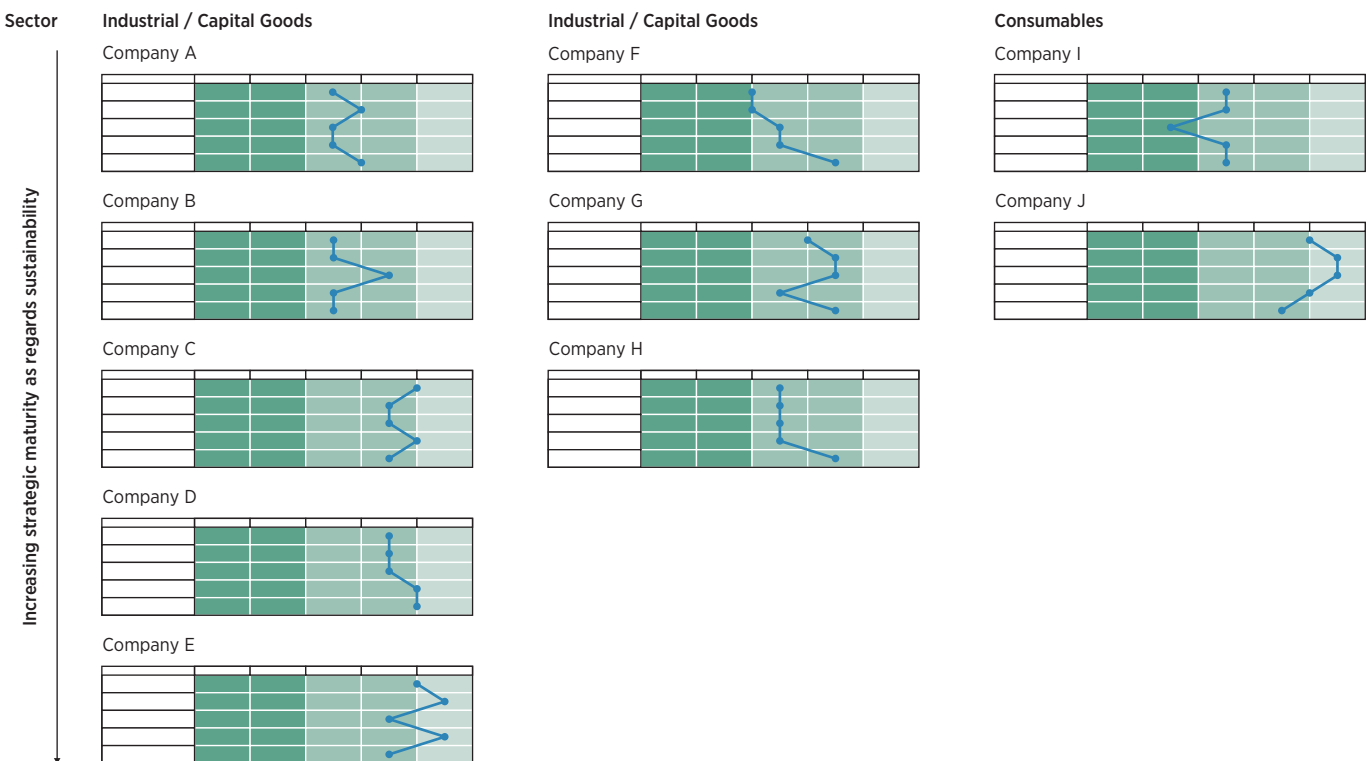 Sector
Industrial / Capital Goods
Industrial / Capital Goods
Consumables
Increasing strategic maturity as regards sustainability
Company A
Company B
Company C
Company D
Company E
Company F
Company G
Company H
Company I
Company J